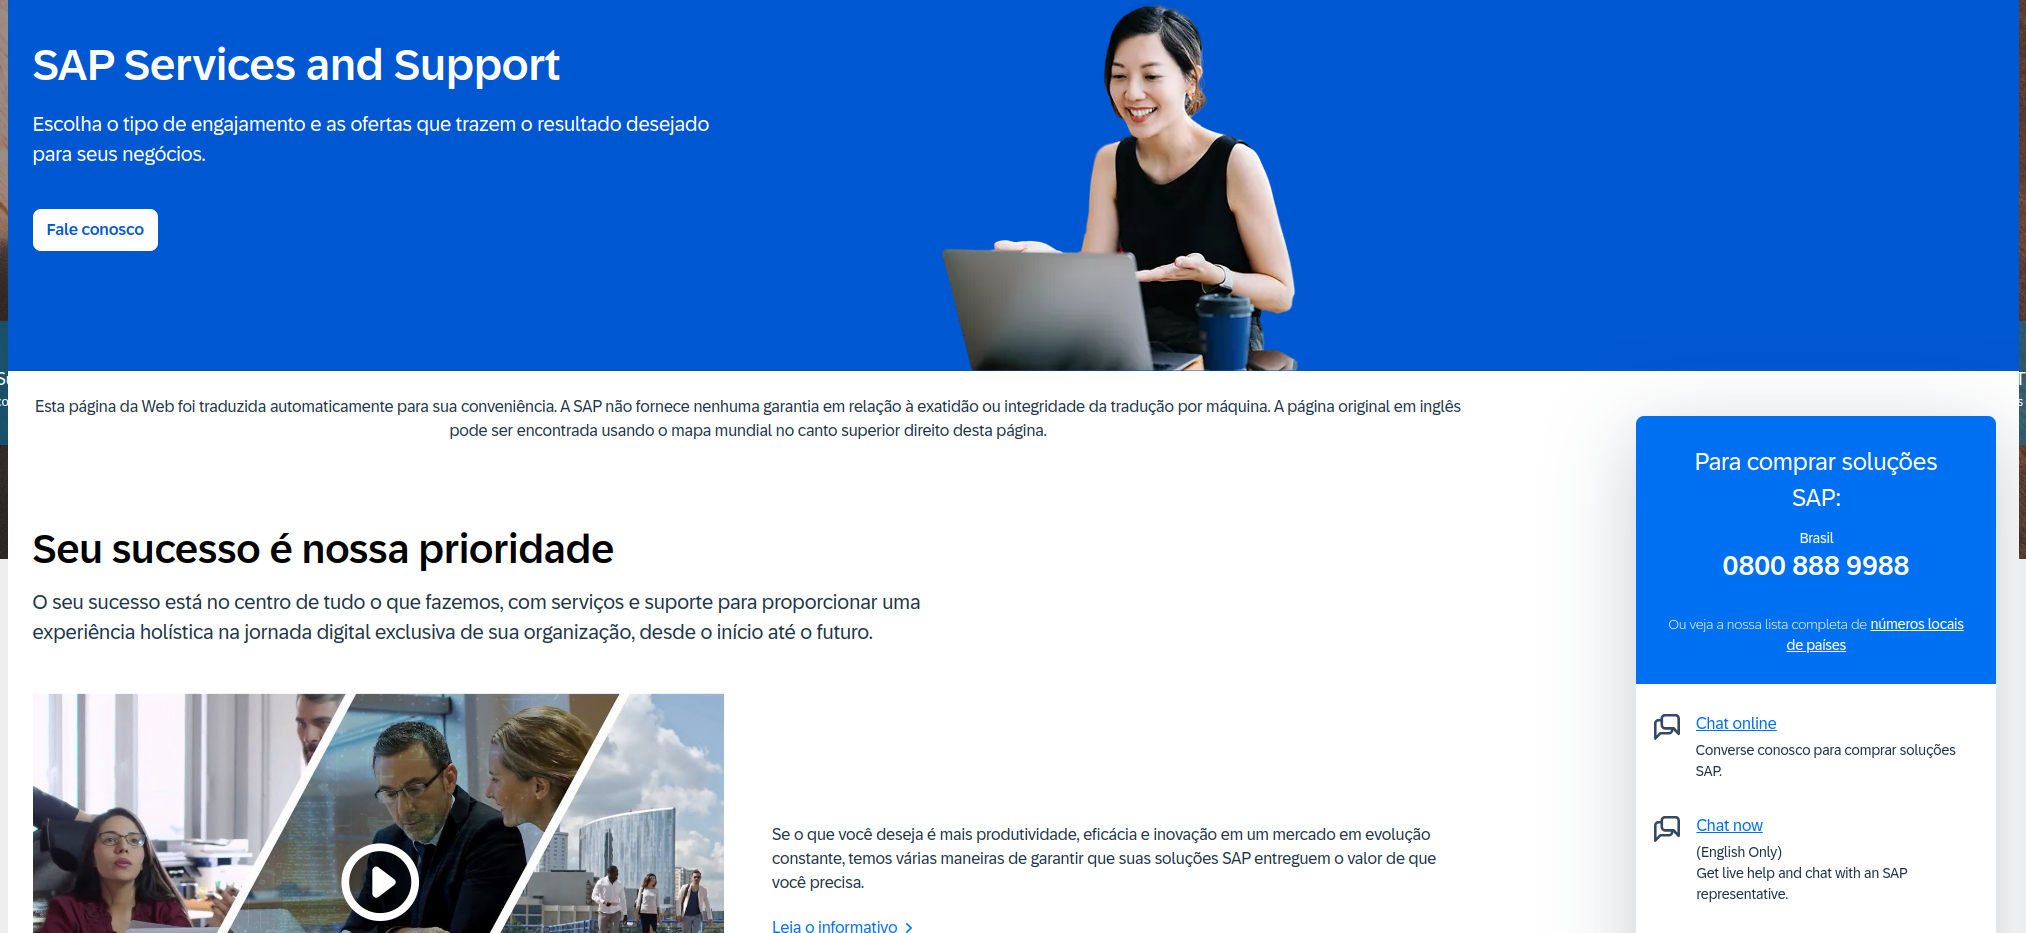 SAP Services and Support
Escolha o tipo de engajamento e as ofertas que trazem o resultado desejado
para seus negócios.
Fale conosco
Esta página da Web foi traduzida automaticamente para sua conveniência. A SAP não fornece nenhuma garantia em relação à exatidão ou integridade da tradução por máquina. A página original em inglês
pode ser encontrada usando o mapa mundial no canto superior direito desta página.
Seu sucesso é nossa prioridade
O seu sucesso está no centro de tudo o que fazemos, com serviços e suporte para proporcionar uma
experiência holística na jornada digital exclusiva de sua organização, desde o início até o futuro.
Se o que você deseja é mais produtividade, eficácia e inovação em um mercado em evolução
constante, temos várias maneiras de garantir que suas soluções SAP entreguem o valor de que
você precisa.
Leia o informativo
Para comprar soluções
SAP:
Brasil
0800 888 9988
Ou veja a nossa lista completa de números locais
de países
Chat online
Converse conosco para comprar soluções
SAP.
Chat now
(English Only)
Get live help and chat with an SAP
representative.